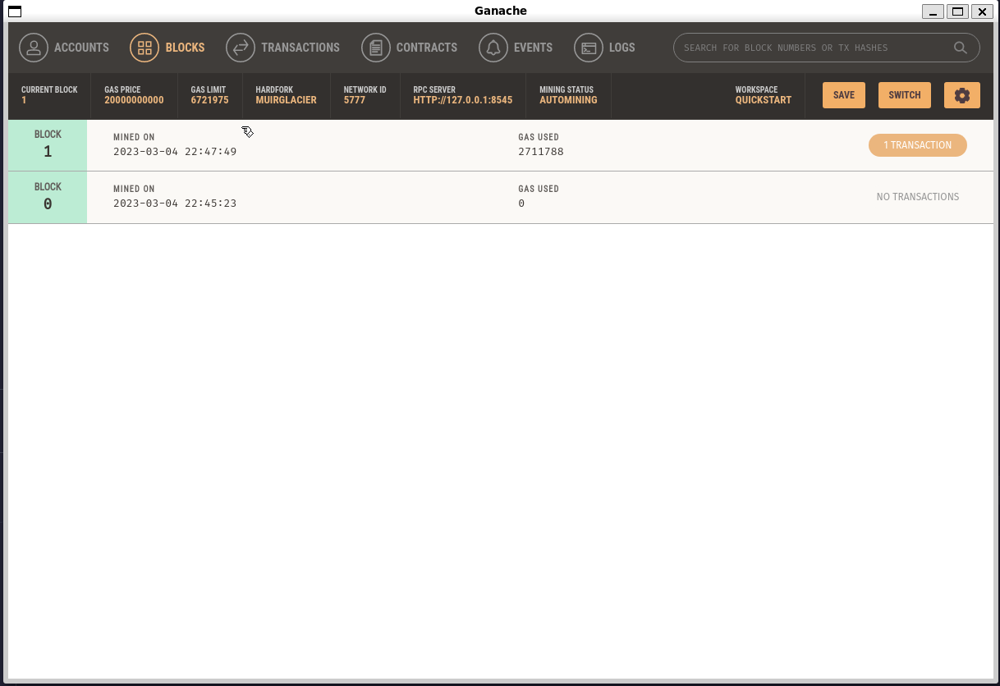 Ganache
ACCOUNTS BLOCKS TRANSACTIONS CONTRACTS EVENTS LOGS SEARCH FOR BLOCK NUMBERS OR TX HASHES
CURRENT BLOCK GAS PRICE GAS LIMIT HARDFORK NETWORK ID RPC SERVER MINING STATUS WORKSPACE
1 20000000000 6721975 MUIRGLACIER 5777 HTTP://127.0.0.1:8545 AUTOMINING QUICKSTART SAVE SWITCH
BLOCK MINED ON GAS USED
1 2023-03-04 22:47:49 2711788 1 TRANSACTION
BLOCK MINED ON GAS USED
0 2023-03-04 22:45:23 0 NO TRANSACTIONS